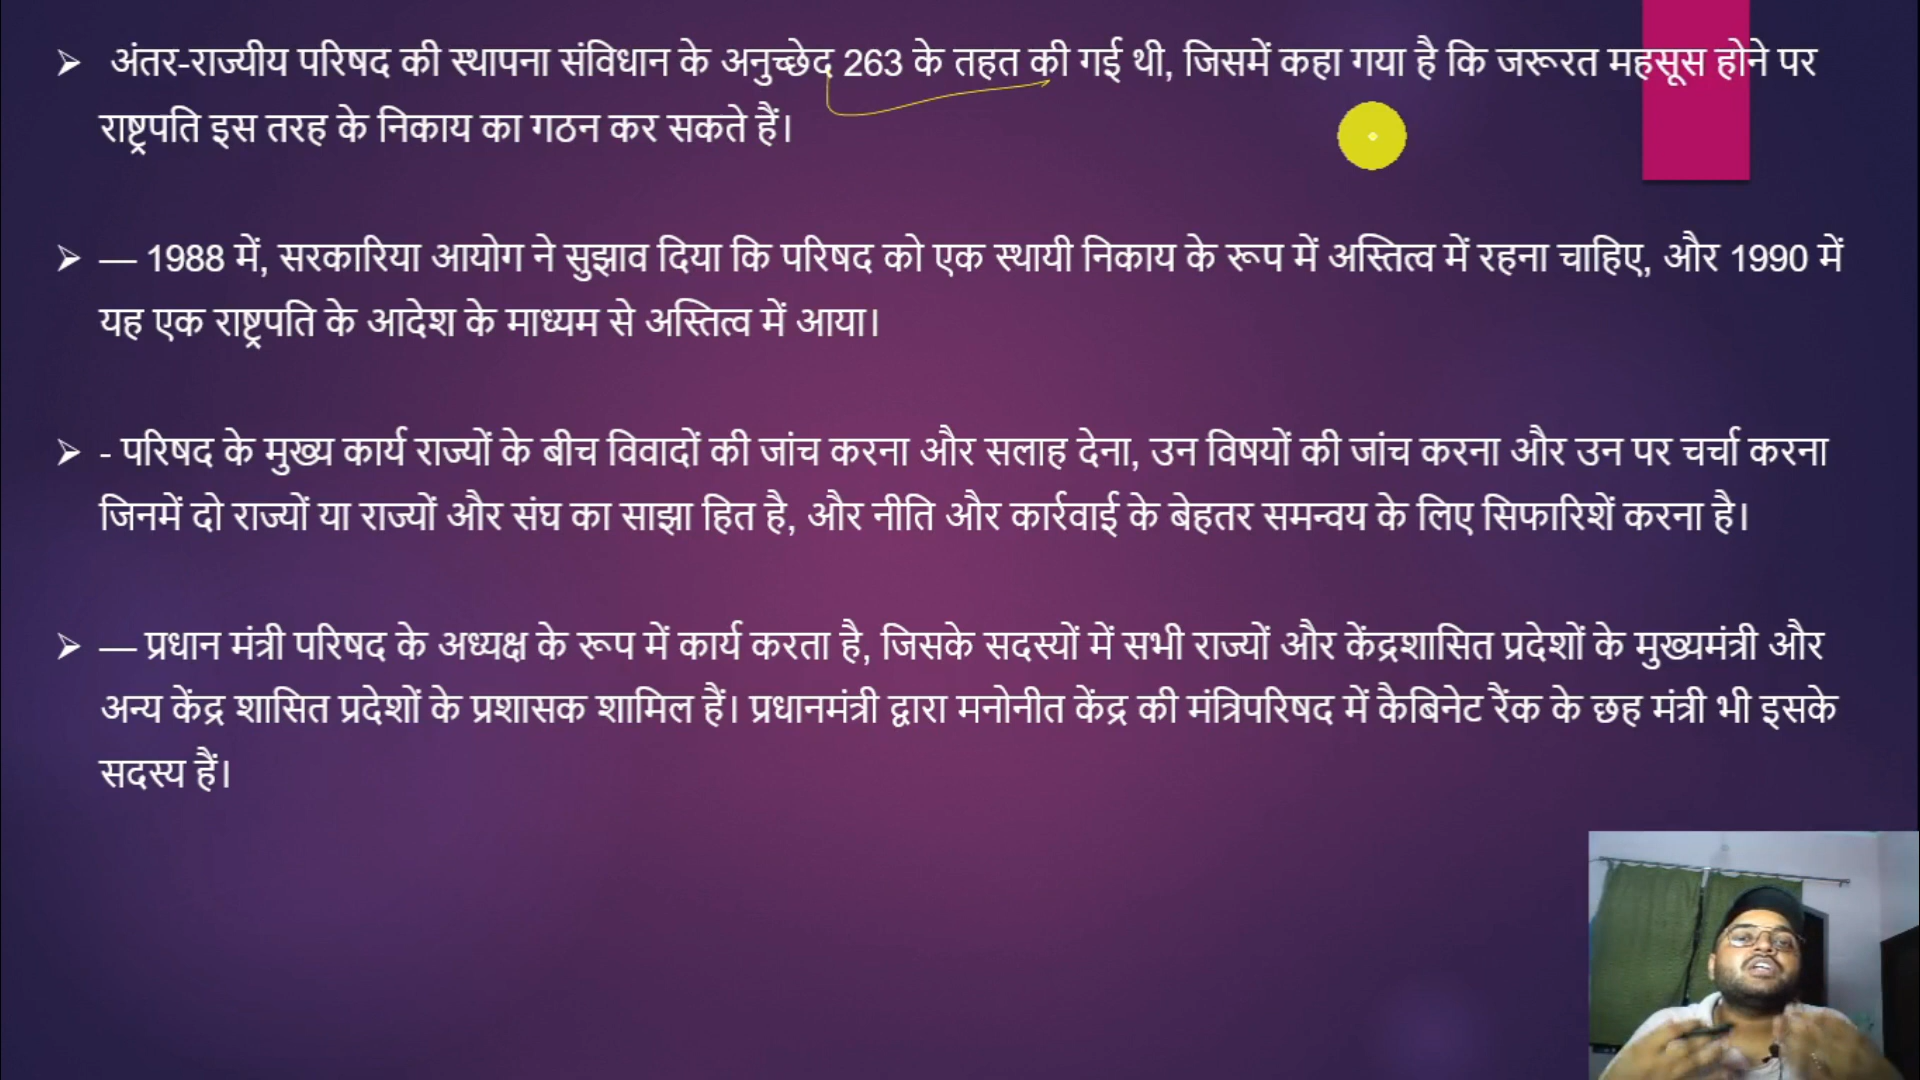 ➤ अंतर-राज्यीय परिषद की स्थापना संविधान के अनुच्छेद 263 के तहत की गई थी, जिसमें कहा गया है कि जरूरत महसूस होने पर
राष्ट्रपति इस तरह के निकाय का गठन कर सकते हैं।
➤ — 1988 में, सरकारिया आयोग ने सुझाव दिया कि परिषद को एक स्थायी निकाय के रूप में अस्तित्व में रहना चाहिए, और 1990 में
यह एक राष्ट्रपति के आदेश के माध्यम से अस्तित्व में आया।
➤ - परिषद के मुख्य कार्य राज्यों के बीच विवादों की जांच करना और सलाह देना, उन विषयों की जांच करना और उन पर चर्चा करना
जिनमें दो राज्यों या राज्यों और संघ का साझा हित है, और नीति और कार्रवाई के बेहतर समन्वय के लिए सिफारिशें करना है।
➤ — प्रधान मंत्री परिषद के अध्यक्ष के रूप में कार्य करता है, जिसके सदस्यों में सभी राज्यों और केंद्रशासित प्रदेशों के मुख्यमंत्री और
अन्य केंद्र शासित प्रदेशों के प्रशासक शामिल हैं। प्रधानमंत्री द्वारा मनोनीत केंद्र की मंत्रिपरिषद में कैबिनेट रैंक के छह मंत्री भी इसके
सदस्य हैं।